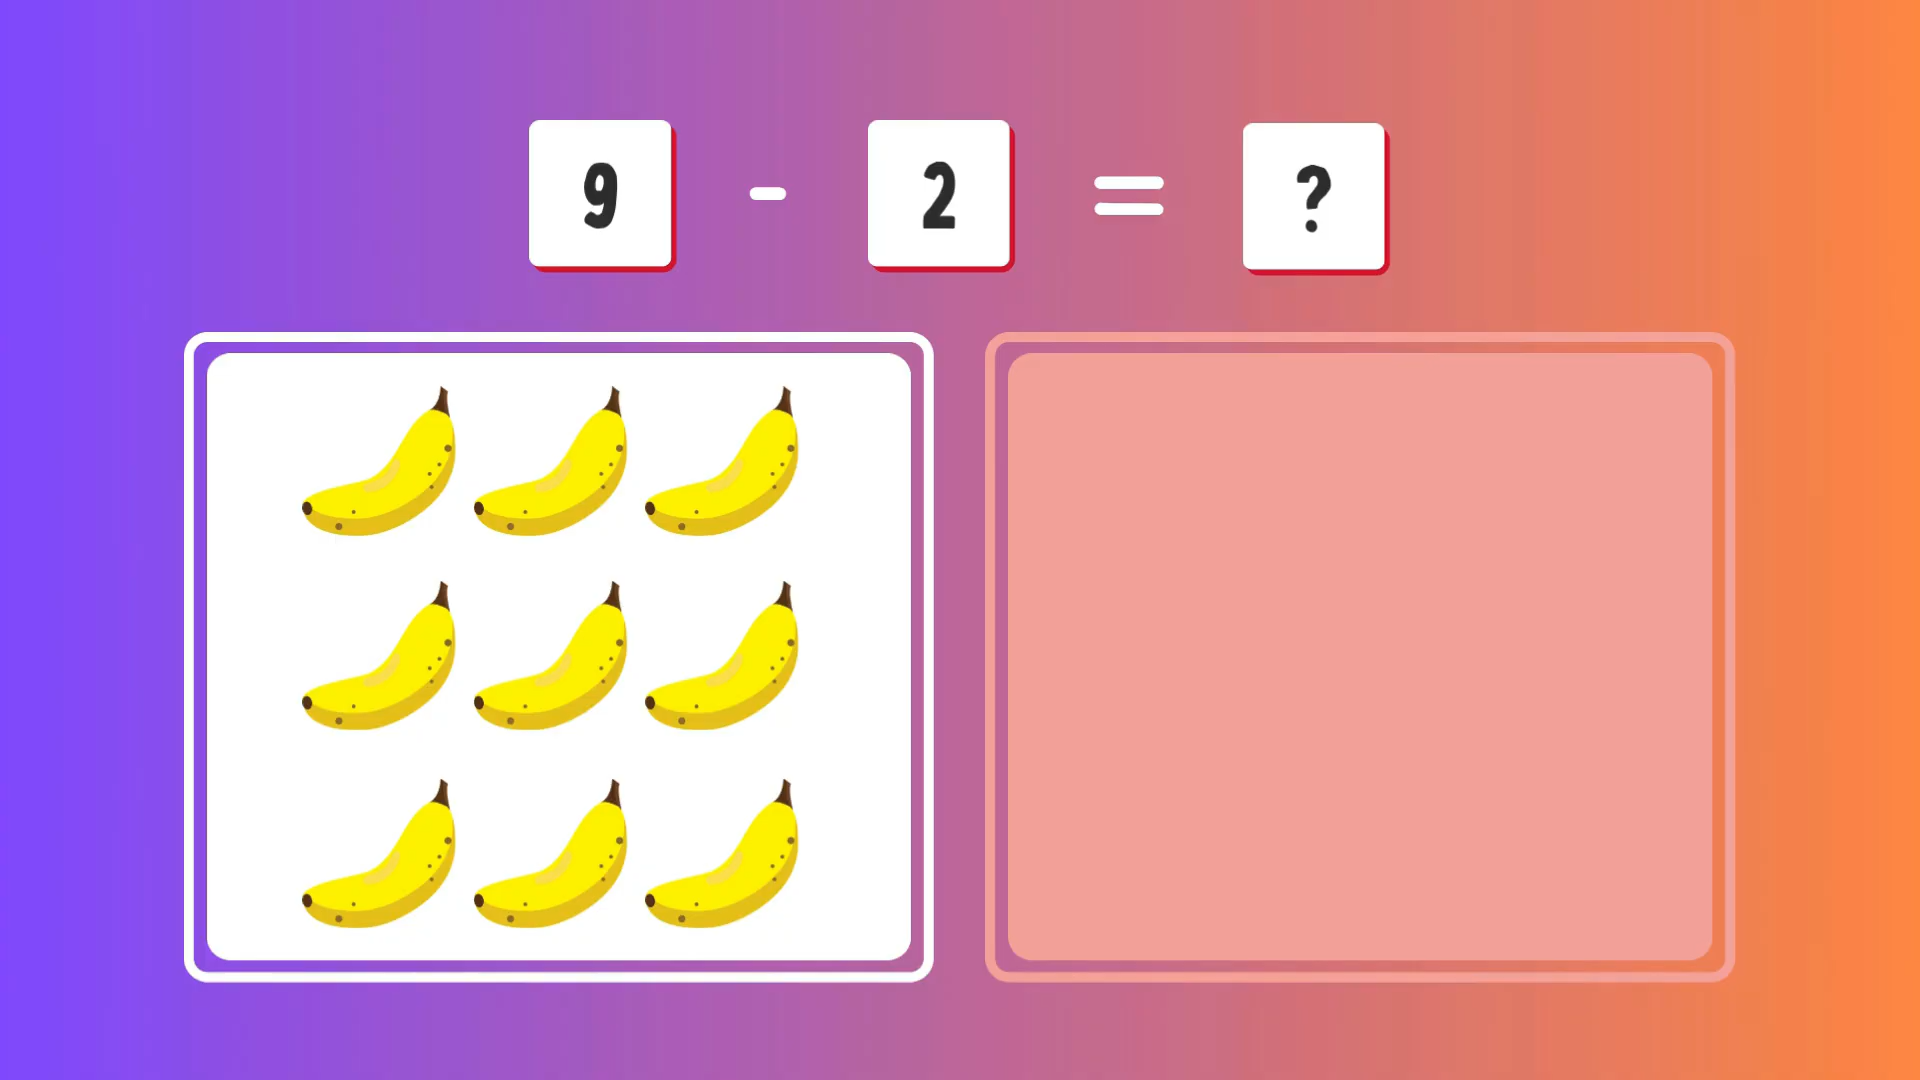 9 - 2 = ?